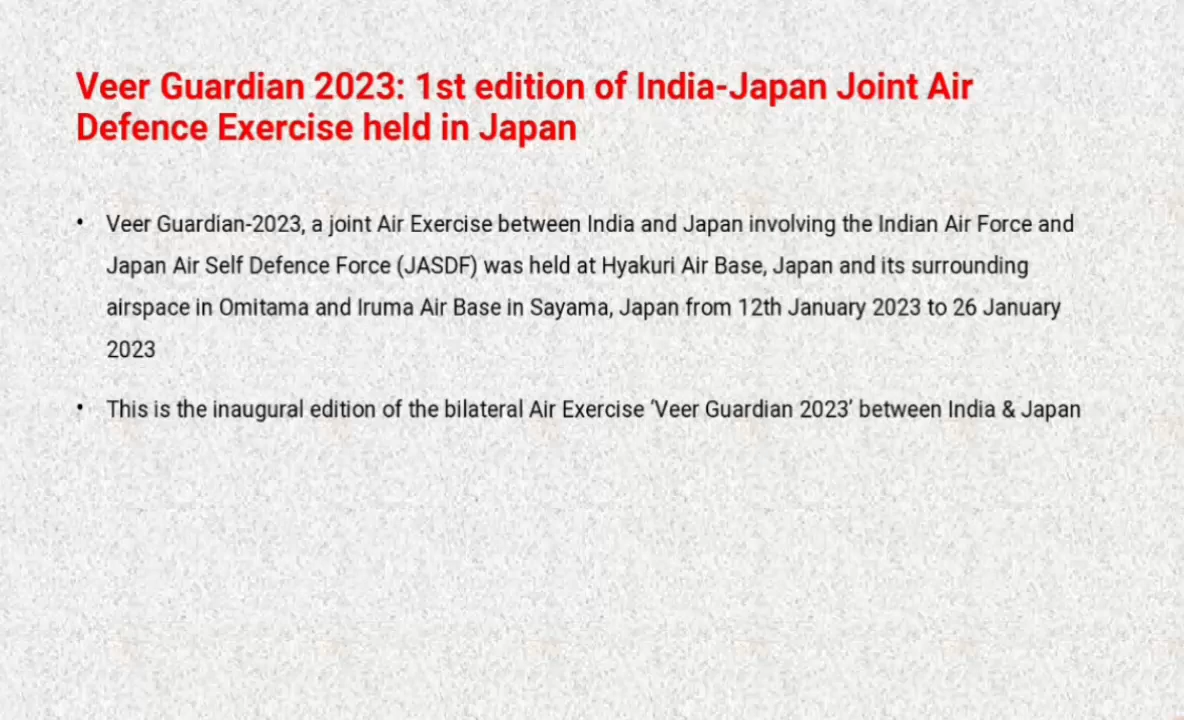 Veer Guardian 2023: 1st edition of India-Japan Joint Air
Defence Exercise held in Japan
• Veer Guardian-2023, a joint Air Exercise between India and Japan involving the Indian Air Force and
Japan Air Self Defence Force (JASDF) was held at Hyakuri Air Base, Japan and its surrounding
airspace in Omitama and Iruma Air Base in Sayama, Japan from 12th January 2023 to 26 January
2023
• This is the inaugural edition of the bilateral Air Exercise ‘Veer Guardian 2023’ between India & Japan